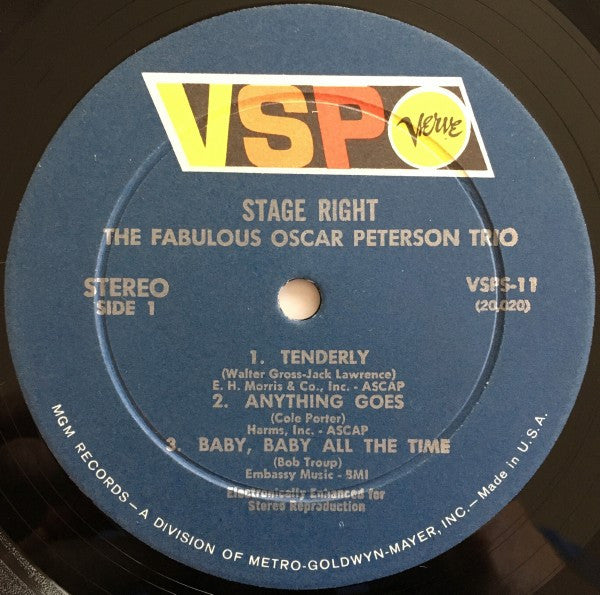 VSP Verve
STAGE RIGHT
THE FABULOUS OSCAR PETERSON TRIO
STEREO
SIDE 1
VSPS-11
(20,020)
1. TENDERLY
(Walter Gross-Jack Lawrence)
E. H. Morris & Co., Inc. - ASCAP
2. ANYTHING GOES
(Cole Porter)
Harms, Inc. - ASCAP
3. BABY, BABY ALL THE TIME
(Bob Troup)
Embassy Music - BMI
Electronically Enhanced for
Stereo Reproduction
MGM RECORDS—A DIVISION OF METRO-GOLDWYN-MAYER, INC.—Made in U.S.A.